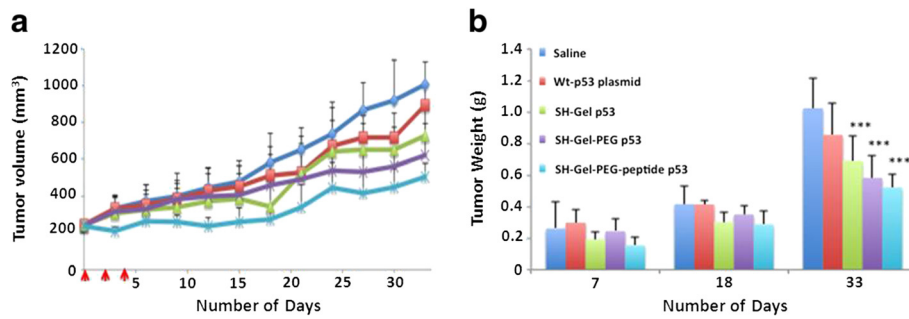 a
Tumor volume (mm³)
1200
1000
800
600
400
200
0
5
10
15
20
25
30
Number of Days
b
Tumor Weight (g)
1.4
1.2
1.0
0.8
0.6
0.4
0.2
0
Saline
Wt-p53 plasmid
SH-Gel p53
SH-Gel-PEG p53
SH-Gel-PEG-peptide p53
***
***
***
7
18
33
Number of Days